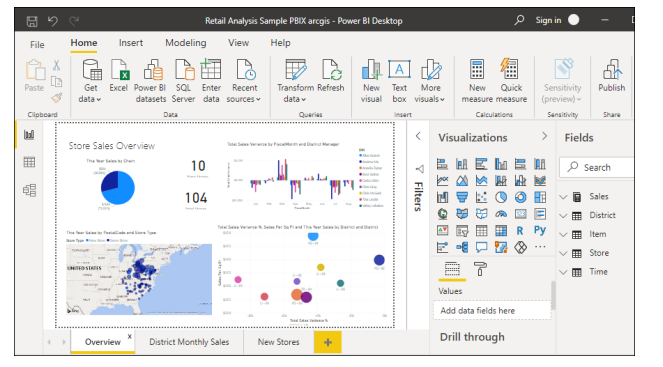 Retail Analysis Sample PBIX arcgis - Power BI Desktop
Sign in
File Home Insert Modeling View Help
Paste
Get data
Excel
Power BI datasets
SQL Server
Enter data
Recent sources
Transform data
Refresh
New visual
Text box
More visuals
New measure
Quick measure
Sensitivity (preview)
Publish
Clipboard Data Queries Insert Calculations Sensitivity Share
Store Sales Overview
This Year Sales by Chain
10
104
Total Sales Variance by FiscalMonth and District Manager
This Year Sales by PostalCode and Store Type
Store Type
UNITED STATES
Total Sales Variance %, Sales Per Sq Ft and This Year Sales by District and District
Total Sales Variance %
Filters
Visualizations
Values
Add data fields here
Drill through
Fields
Search
Sales
District
Item
Store
Time
Overview x
District Monthly Sales
New Stores
+